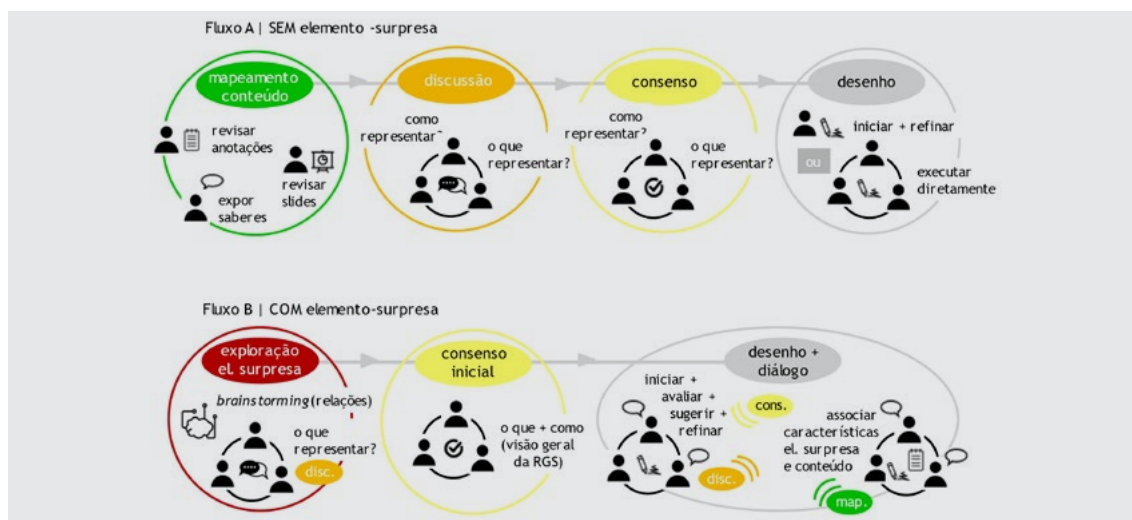 Fluxo A | SEM elemento -surpresa
mapeamento
conteúdo
discussão
consenso
desenho
revisar
anotações
revisar
slides
expor
saberes
como
representar?
o que
representar?
como
representar?
o que
representar?
iniciar + refinar
ou
executar
diretamente
Fluxo B | COM elemento-surpresa
exploração
el. surpresa
consenso
inicial
desenho +
diálogo
brainstorming (relações)
o que
representar?
disc.
o que + como
(visão geral
da RGS)
iniciar +
avaliar +
sugerir +
refinar
cons.
disc.
associar
características
el. surpresa
e conteúdo
map.